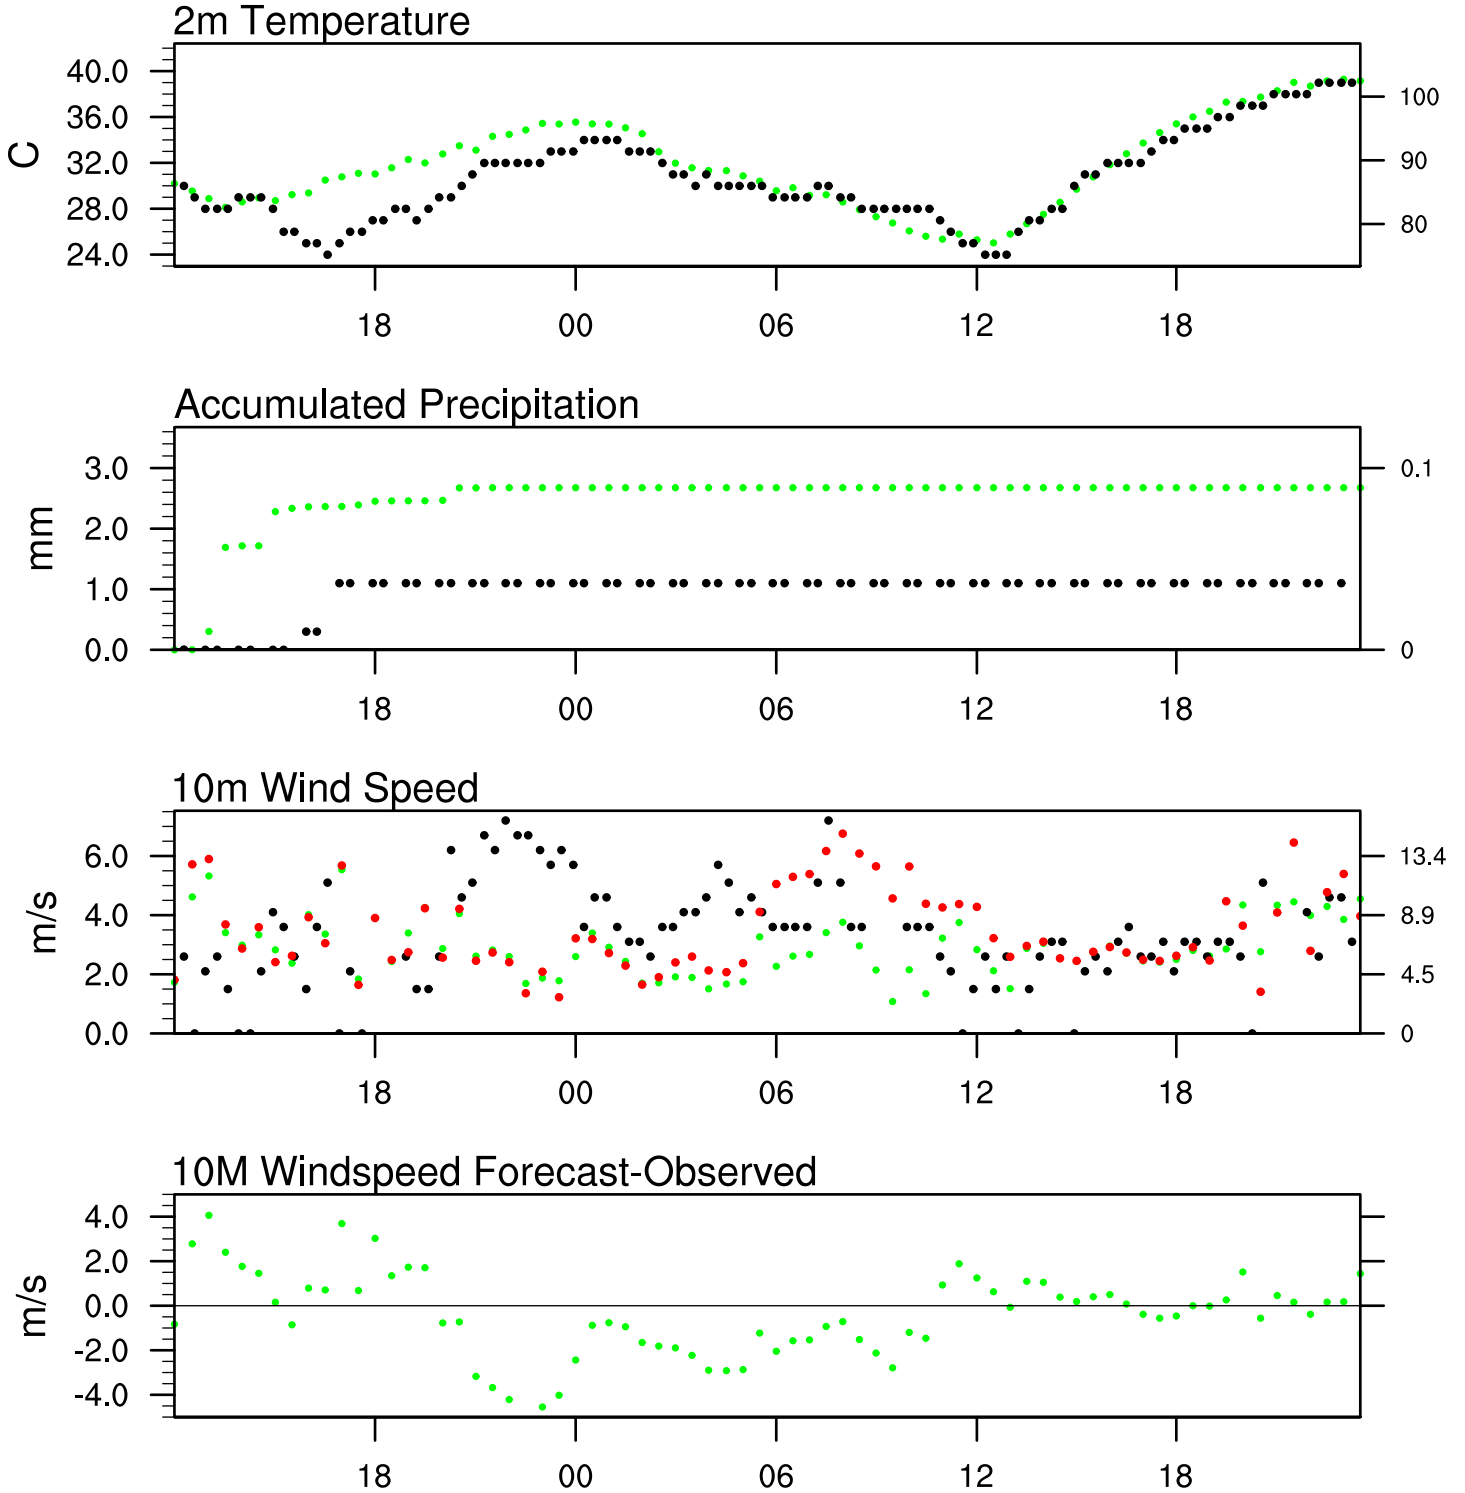 2m Temperature
40.0
36.0
32.0
28.0
24.0
C
100
90
80
18 00 06 12 18
Accumulated Precipitation
3.0
2.0
1.0
0.0
mm
0.1
0
18 00 06 12 18
10m Wind Speed
6.0
4.0
2.0
0.0
m/s
13.4
8.9
4.5
0
18 00 06 12 18
10M Windspeed Forecast-Observed
4.0
2.0
0.0
-2.0
-4.0
m/s
18 00 06 12 18